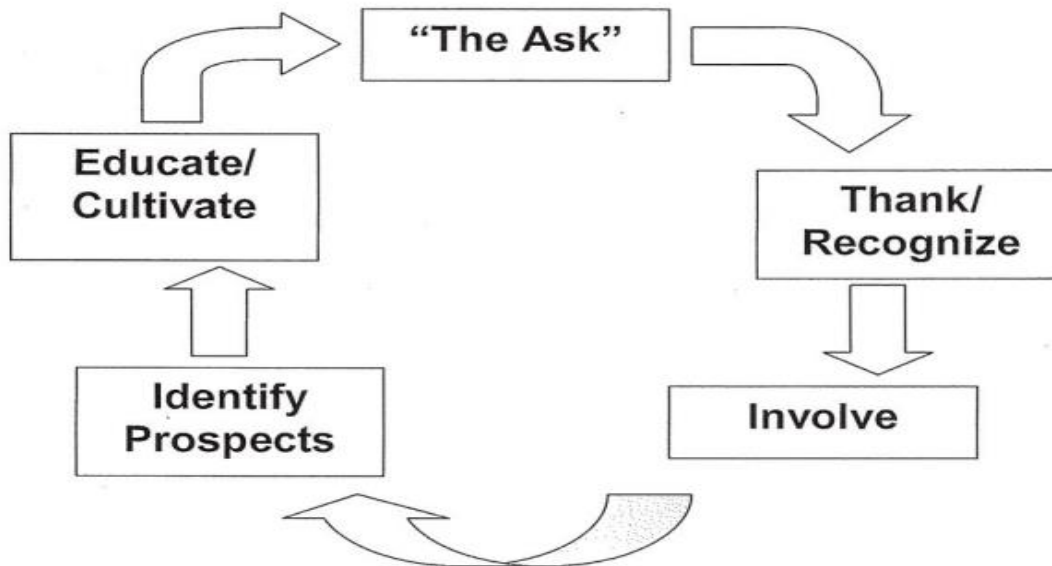 “The Ask”
Educate/
Cultivate
Thank/
Recognize
Identify
Prospects
Involve